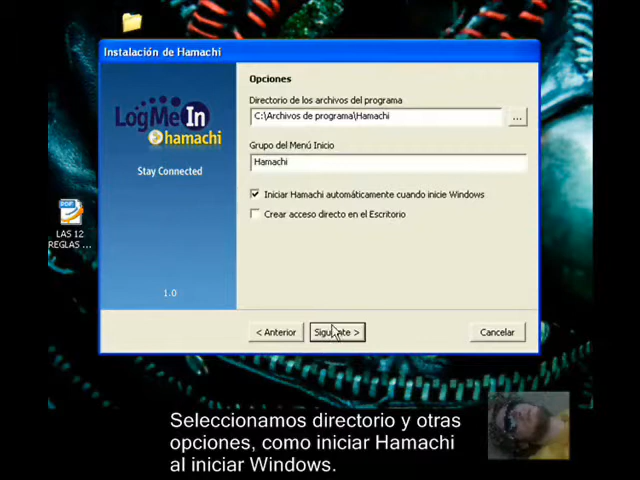 Instalación de Hamachi
LogMeIn
hamachi
Stay Connected
1.0
Opciones
Directorio de los archivos del programa
C:\Archivos de programa\Hamachi
...
Grupo del Menú Inicio
Hamachi
Iniciar Hamachi automáticamente cuando inicie Windows
Crear acceso directo en el Escritorio
< Anterior
Siguiente >
Cancelar
PDF
LAS 12
REGLAS ...
Seleccionamos directorio y otras
opciones, como iniciar Hamachi
al iniciar Windows.